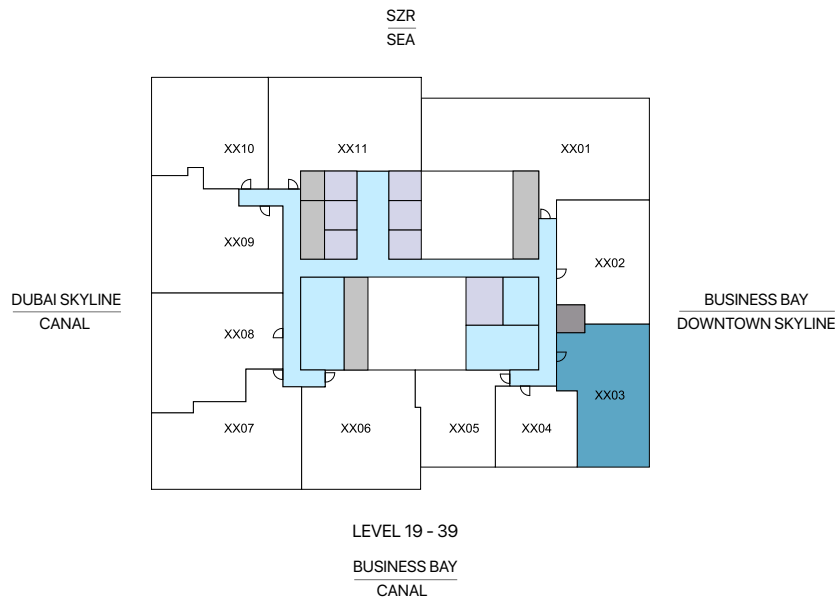 SZR
SEA
XX10
XX11
XX01
XX09
XX02
DUBAI SKYLINE
CANAL
BUSINESS BAY
DOWNTOWN SKYLINE
XX08
XX03
XX07
XX06
XX05
XX04
LEVEL 19 - 39
BUSINESS BAY
CANAL